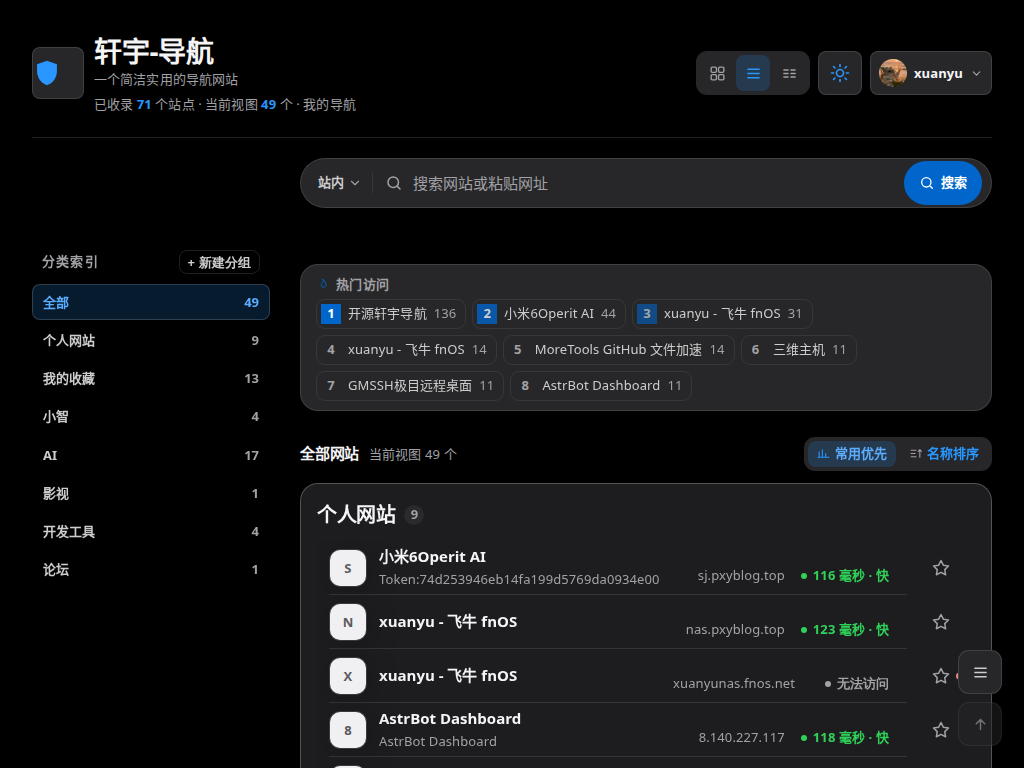 轩宇-导航
一个简洁实用的导航网站
已收录 71 个站点 · 当前视图 49 个 · 我的导航
xuanyu
站内
搜索网站或粘贴网址
搜索
分类索引
+ 新建分组
全部 49
个人网站 9
我的收藏 13
小智 4
AI 17
影视 1
开发工具 4
论坛 1
热门访问
1 开源轩宇导航 136
2 小米6Operit AI 44
3 xuanyu - 飞牛 fnOS 31
4 xuanyu - 飞牛 fnOS 14
5 MoreTools GitHub 文件加速 14
6 三维主机 11
7 GMSSH极目远程桌面 11
8 AstrBot Dashboard 11
全部网站 当前视图 49 个
常用优先 名称排序
个人网站 9
S
小米6Operit AI
Token:74d253946eb14fa199d5769da0934e00
sj.pxyblog.top
116 毫秒 · 快
N
xuanyu - 飞牛 fnOS
nas.pxyblog.top
123 毫秒 · 快
X
xuanyu - 飞牛 fnOS
xuanyunas.fnos.net
无法访问
8
AstrBot Dashboard
AstrBot Dashboard
8.140.227.117
118 毫秒 · 快